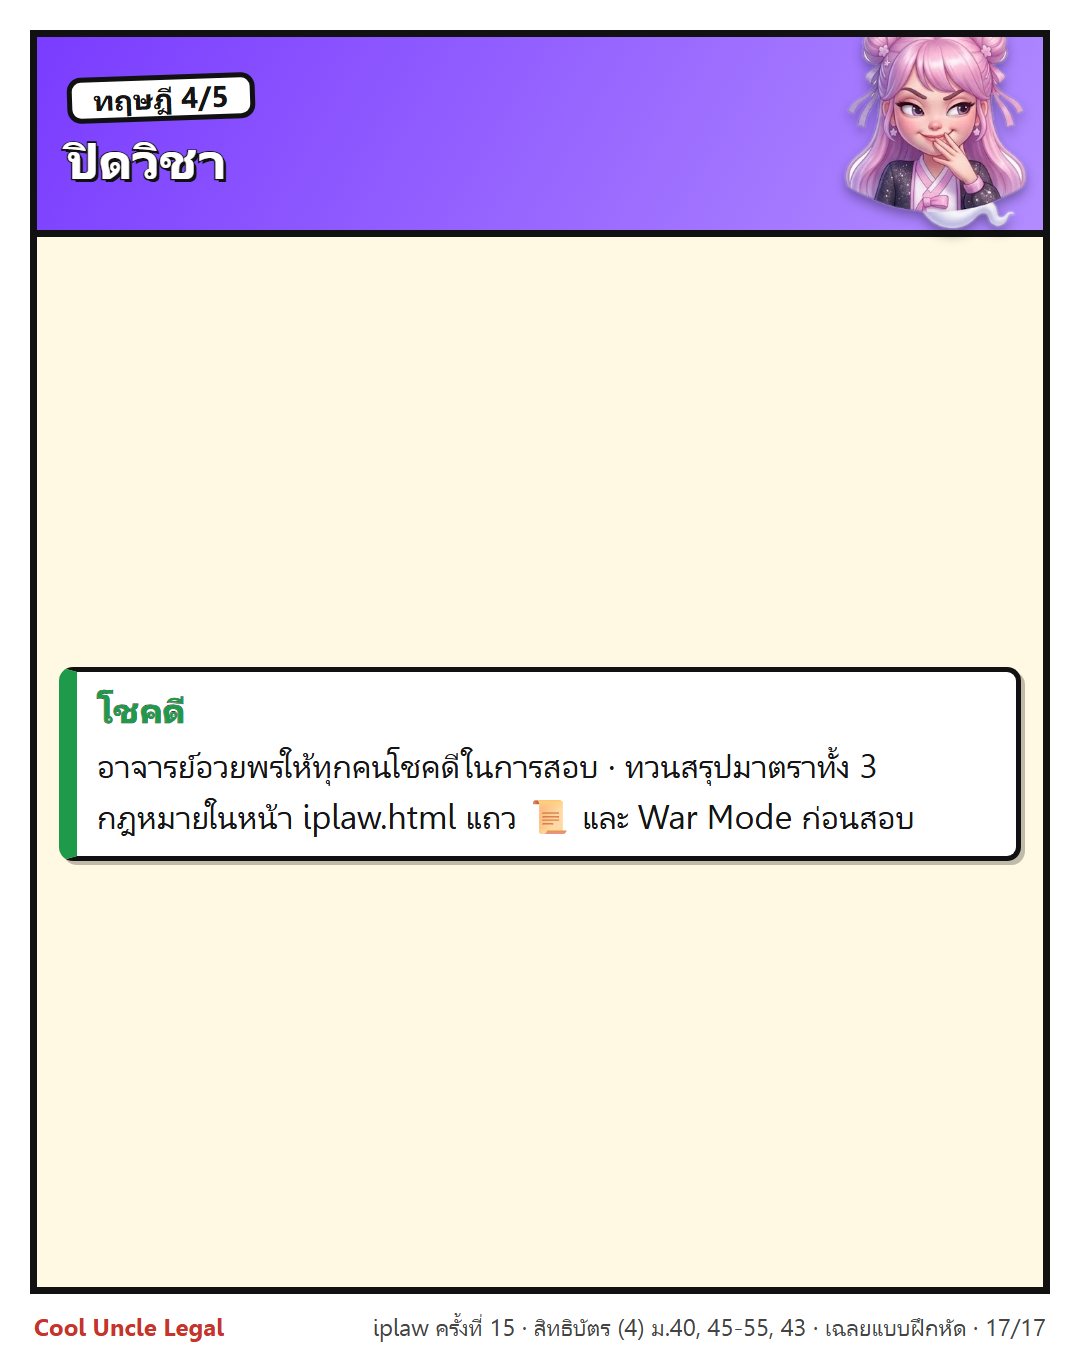 ทฤษฎี 4/5
ปิดวิชา
โชคดี
อาจารย์อวยพรให้ทุกคนโชคดีในการสอบ · ทวนสรุปมาตราทั้ง 3
กฎหมายในหน้า iplaw.html แถว 📜 และ War Mode ก่อนสอบ
Cool Uncle Legal
iplaw ครั้งที่ 15 · สิทธิบัตร (4) ม.40, 45-55, 43 · เฉลยแบบฝึกหัด · 17/17